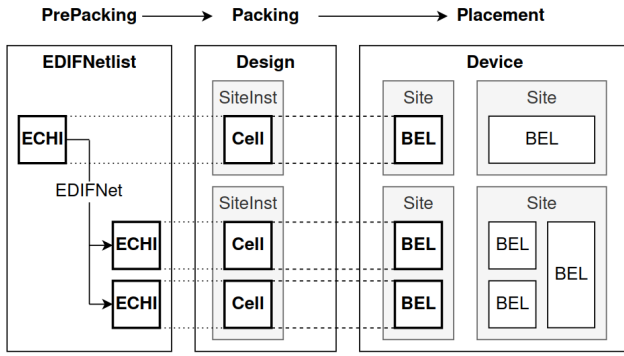 PrePacking Packing Placement
EDIFNetlist Design Device
SiteInst Site Site
ECHI Cell BEL BEL
EDIFNet
SiteInst Site Site
ECHI Cell BEL BEL
BEL
ECHI Cell BEL BEL